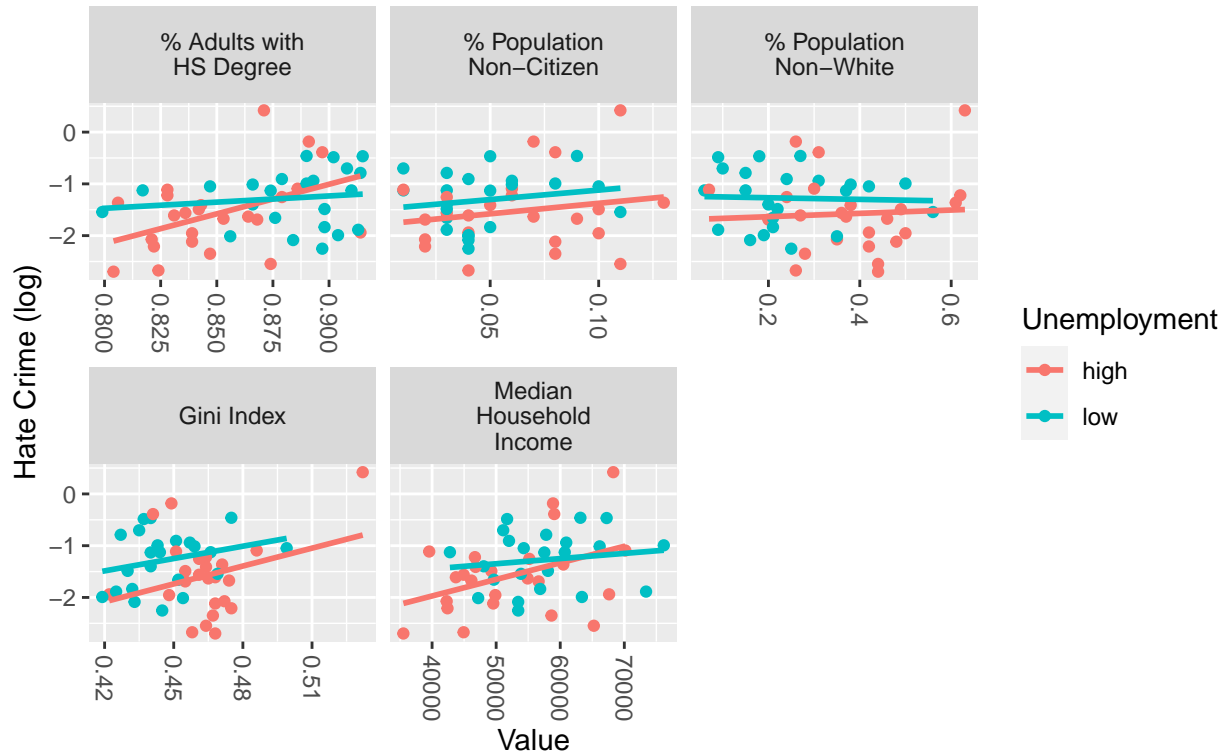 % Adults with
HS Degree
% Population
Non−Citizen
% Population
Non−White
0
−1
−2
0.800
0.825
0.850
0.875
0.900
0.05
0.10
0.2
0.4
0.6
Hate Crime (log)
Unemployment
high
low
Gini Index
Median
Household
Income
0
−1
−2
0.42
0.45
0.48
0.51
40000
50000
60000
70000
Value